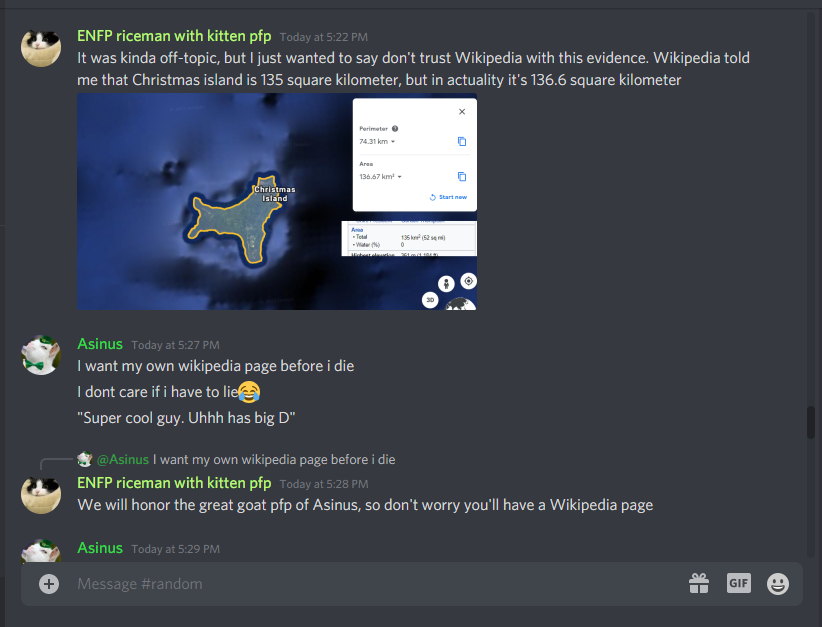 ENFP riceman with kitten pfp Today at 5:22 PM
It was kinda off-topic, but I just wanted to say don't trust Wikipedia with this evidence. Wikipedia told
me that Christmas island is 135 square kilometer, but in actuality it's 136.6 square kilometer
Perimeter
74.31 km
Area
136.67 km²
Start new
Christmas
Island
Area
• Total 135 km² (52 sq mi)
• Water (%) 0
Highest elevation 361 m (1,184 ft)
3D
Asinus Today at 5:27 PM
I want my own wikipedia page before i die
I dont care if i have to lie😂
"Super cool guy. Uhhh has big D"
@Asinus I want my own wikipedia page before i die
ENFP riceman with kitten pfp Today at 5:28 PM
We will honor the great goat pfp of Asinus, so don't worry you'll have a Wikipedia page
Asinus Today at 5:29 PM
Message #random
GIF